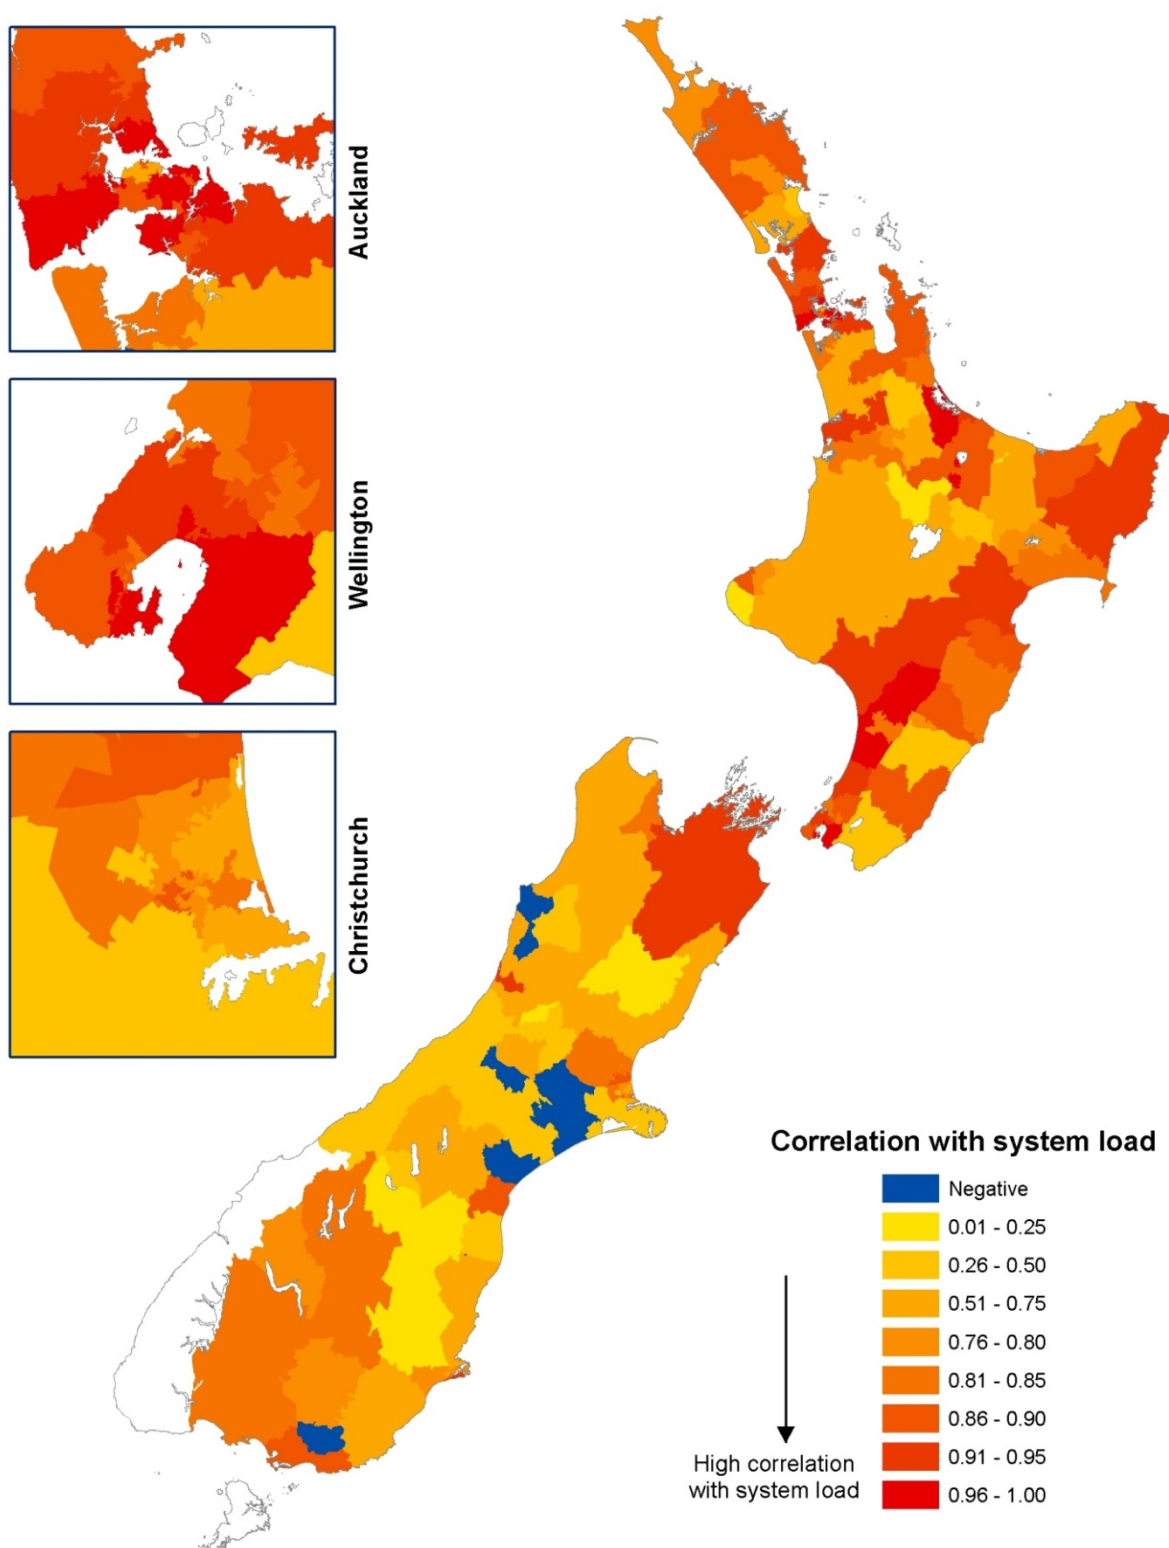 Auckland
Wellington
Christchurch
Correlation with system load
Negative
0.01 - 0.25
0.26 - 0.50
0.51 - 0.75
0.76 - 0.80
0.81 - 0.85
0.86 - 0.90
0.91 - 0.95
0.96 - 1.00
High correlation
with system load